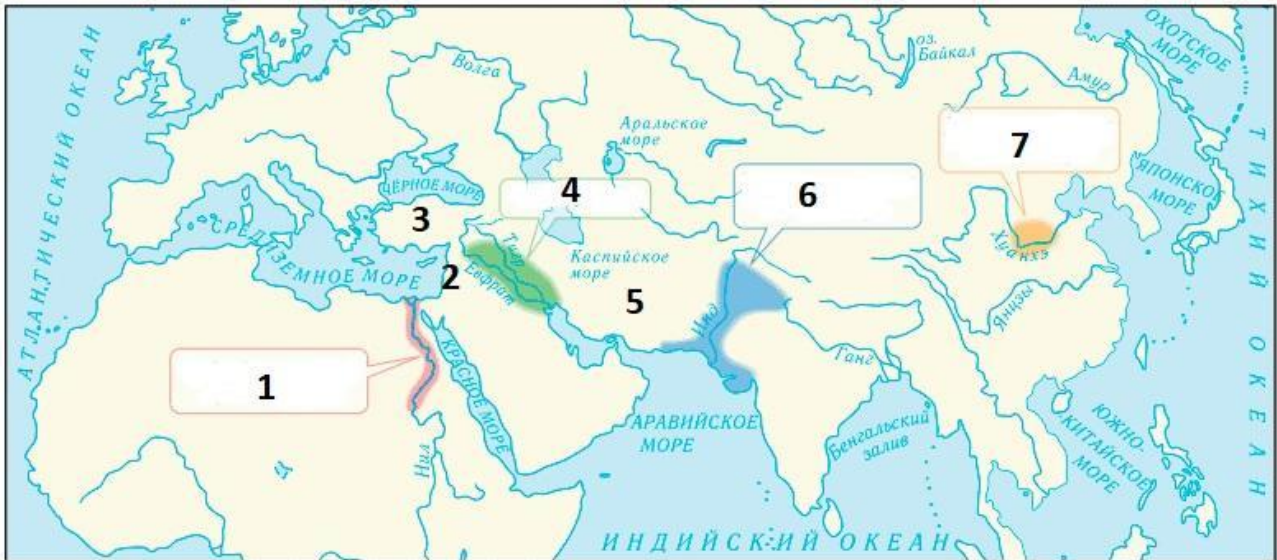 АТЛАНТИЧЕСКИЙ ОКЕАН
Волга
оз.
Байкал
Амур
ОХОТСКОЕ
МОРЕ
Аральское
море
ЧЁРНОЕ МОРЕ
ЯПОНСКОЕ
МОРЕ
ТИХИЙ ОКЕАН
СРЕДИЗЕМНОЕ МОРЕ
Каспийское
море
Тигр
Евфрат
Инд
Ганг
Хуанхэ
Янцзы
КРАСНОЕ МОРЕ
Нил
АРАВИЙСКОЕ
МОРЕ
Бенгальский
залив
ЮЖНО-
КИТАЙСКОЕ
МОРЕ
ИНДИЙСКИЙ ОКЕАН
1
2
3
4
5
6
7